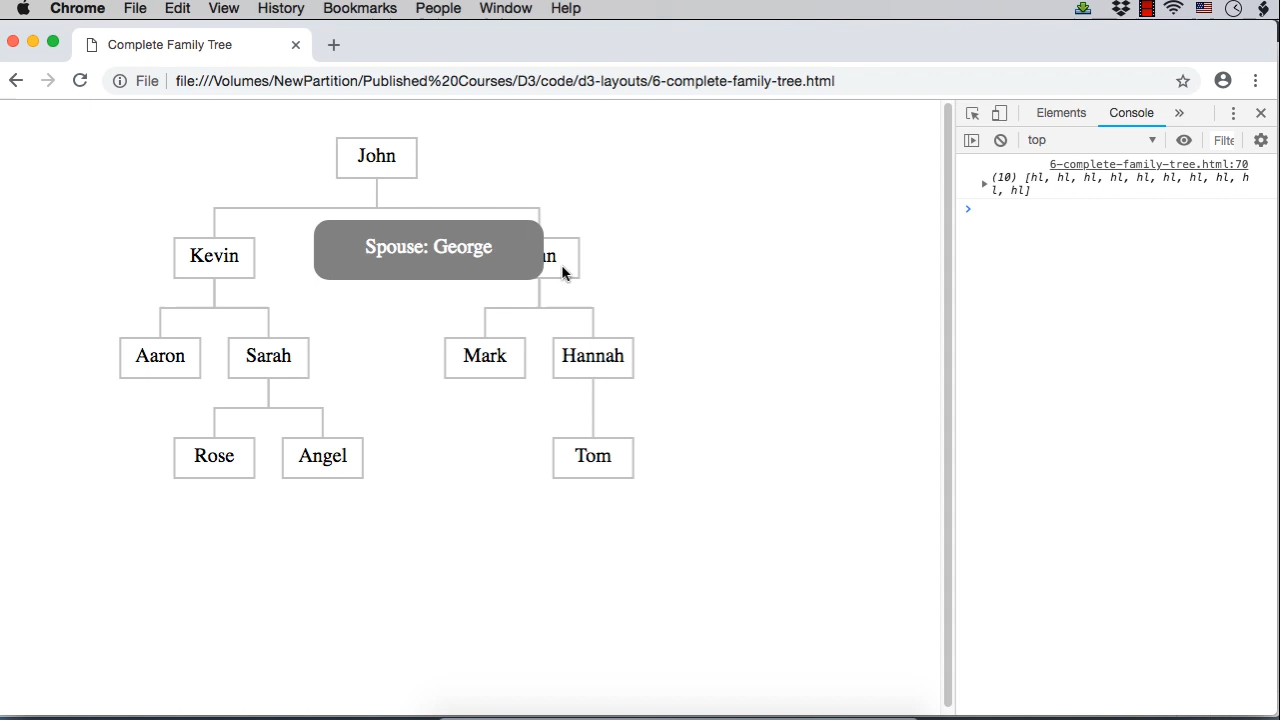 Chrome File Edit View History Bookmarks People Window Help
Complete Family Tree
File file:///Volumes/NewPartition/Published%20Courses/D3/code/d3-layouts/6-complete-family-tree.html
Elements Console »
top Filte
6-complete-family-tree.html:70
(10) [hl, hl, hl, hl, hl, hl, hl, hl, h
l, hl]
John
Spouse: George
Kevin
Aaron Sarah Mark Hannah
Rose Angel Tom